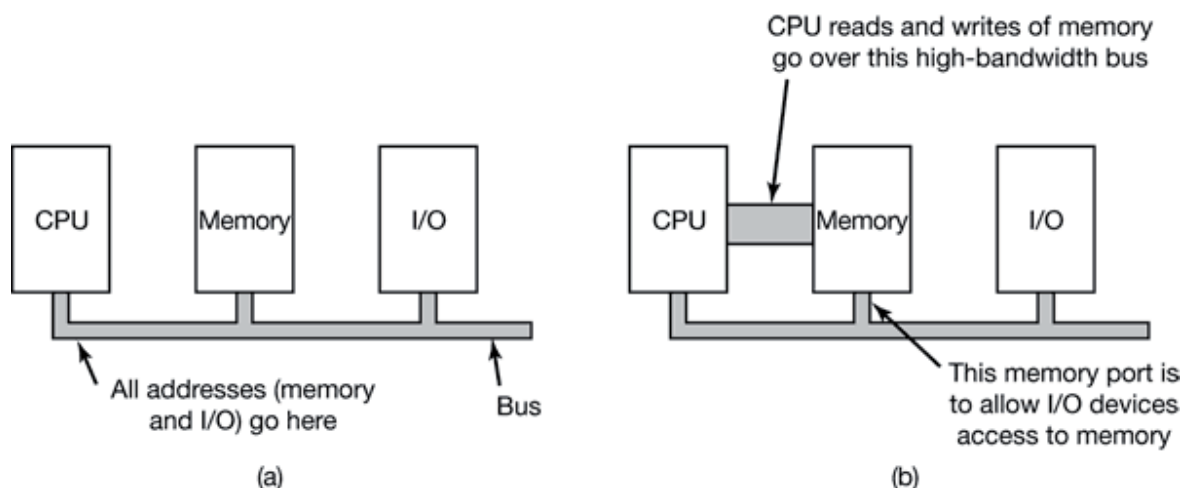 CPU reads and writes of memory
go over this high-bandwidth bus
CPU
Memory
I/O
CPU
Memory
I/O
All addresses (memory
and I/O) go here
Bus
This memory port is
to allow I/O devices
access to memory
(a)
(b)